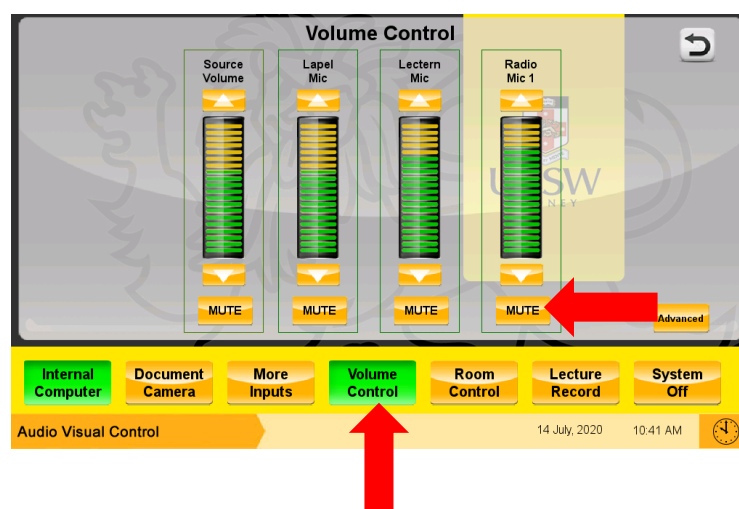 Volume Control
Source
Volume
Lapel
Mic
Lectern
Mic
Radio
Mic 1
MUTE
MUTE
MUTE
MUTE
Advanced
Internal
Computer
Document
Camera
More
Inputs
Volume
Control
Room
Control
Lecture
Record
System
Off
Audio Visual Control
14 July, 2020
10:41 AM